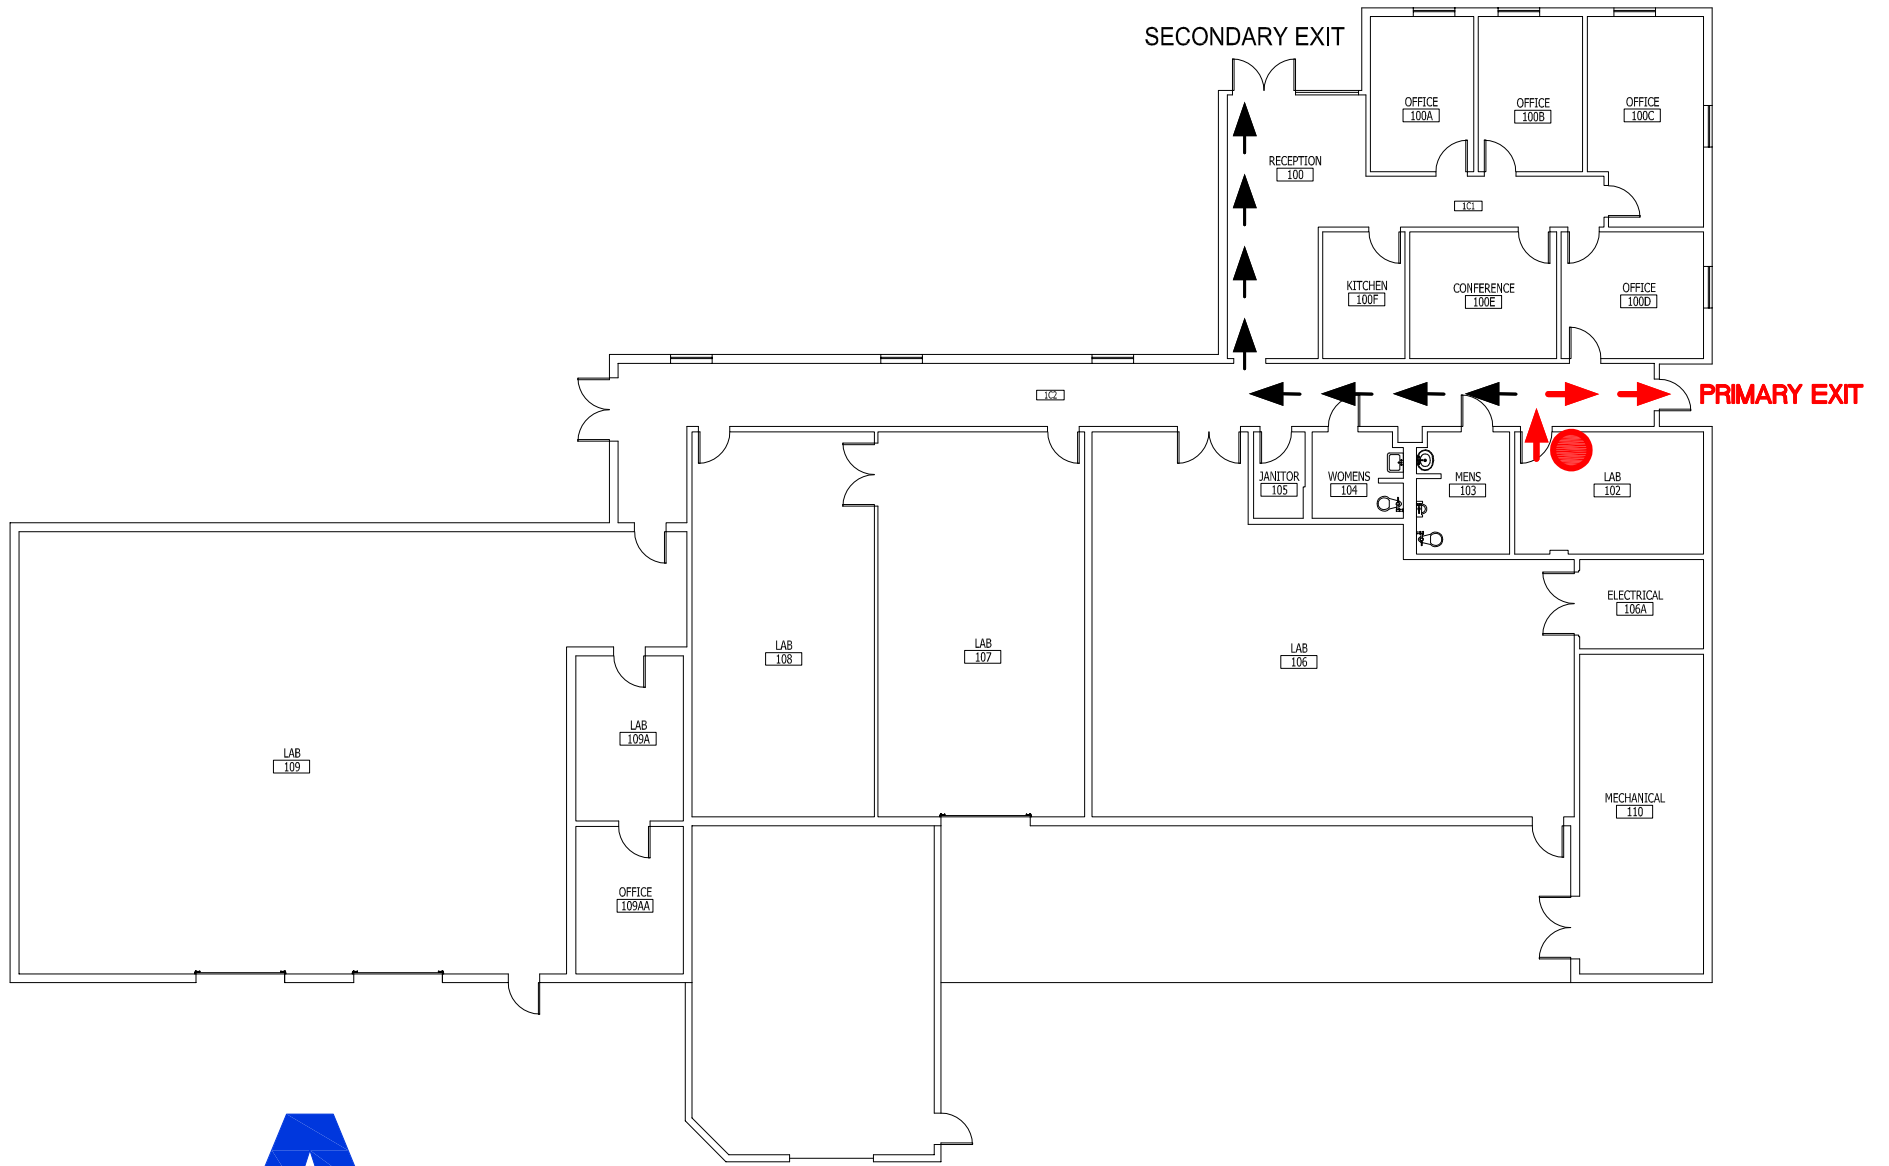 SECONDARY EXIT
OFFICE
100A
OFFICE
100B
OFFICE
100C
RECEPTION
100
1C1
KITCHEN
100F
CONFERENCE
100E
OFFICE
100D
1C2
PRIMARY EXIT
JANITOR
105
WOMENS
104
MENS
103
LAB
102
ELECTRICAL
106A
LAB
108
LAB
107
LAB
106
LAB
109A
LAB
109
MECHANICAL
110
OFFICE
109AA